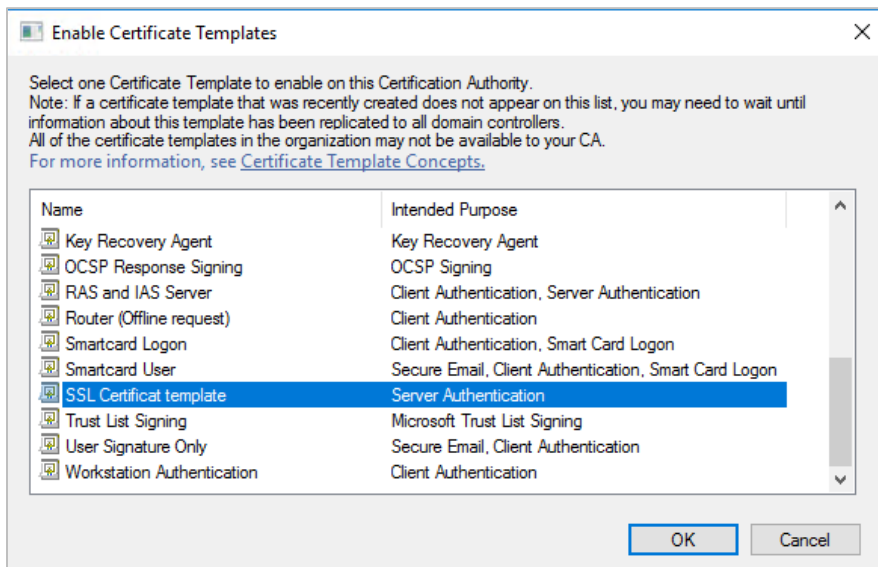 Enable Certificate Templates
Select one Certificate Template to enable on this Certification Authority.
Note: If a certificate template that was recently created does not appear on this list, you may need to wait until
information about this template has been replicated to all domain controllers.
All of the certificate templates in the organization may not be available to your CA.
For more information, see Certificate Template Concepts.
Name Intended Purpose
Key Recovery Agent Key Recovery Agent
OCSP Response Signing OCSP Signing
RAS and IAS Server Client Authentication, Server Authentication
Router (Offline request) Client Authentication
Smartcard Logon Client Authentication, Smart Card Logon
Smartcard User Secure Email, Client Authentication, Smart Card Logon
SSL Certificat template Server Authentication
Trust List Signing Microsoft Trust List Signing
User Signature Only Secure Email, Client Authentication
Workstation Authentication Client Authentication
OK Cancel